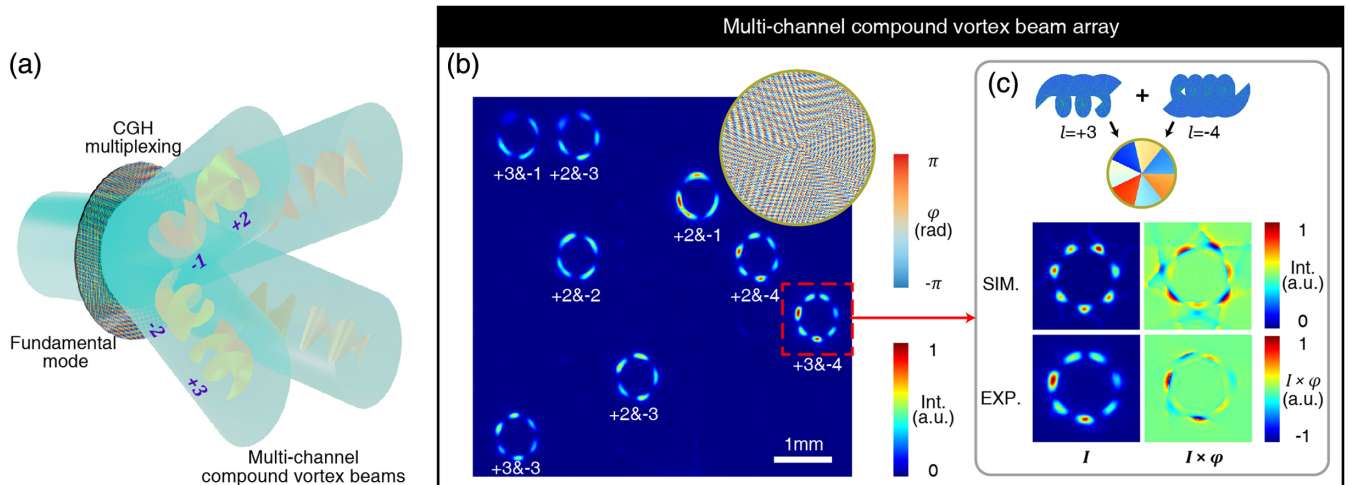 Multi-channel compound vortex beam array
(a)
CGH
multiplexing
+2
-1
-2
+3
Fundamental
mode
Multi-channel
compound vortex beams
(b)
+3&-1
+2&-3
+2&-1
+2&-2
+2&-4
+3&-4
+2&-3
+3&-3
1mm
π
φ
(rad)
-π
1
Int.
(a.u.)
0
(c)
+
l=+3
l=-4
SIM.
1
Int.
(a.u.)
0
EXP.
1
I × φ
(a.u.)
-1
I
I × φ